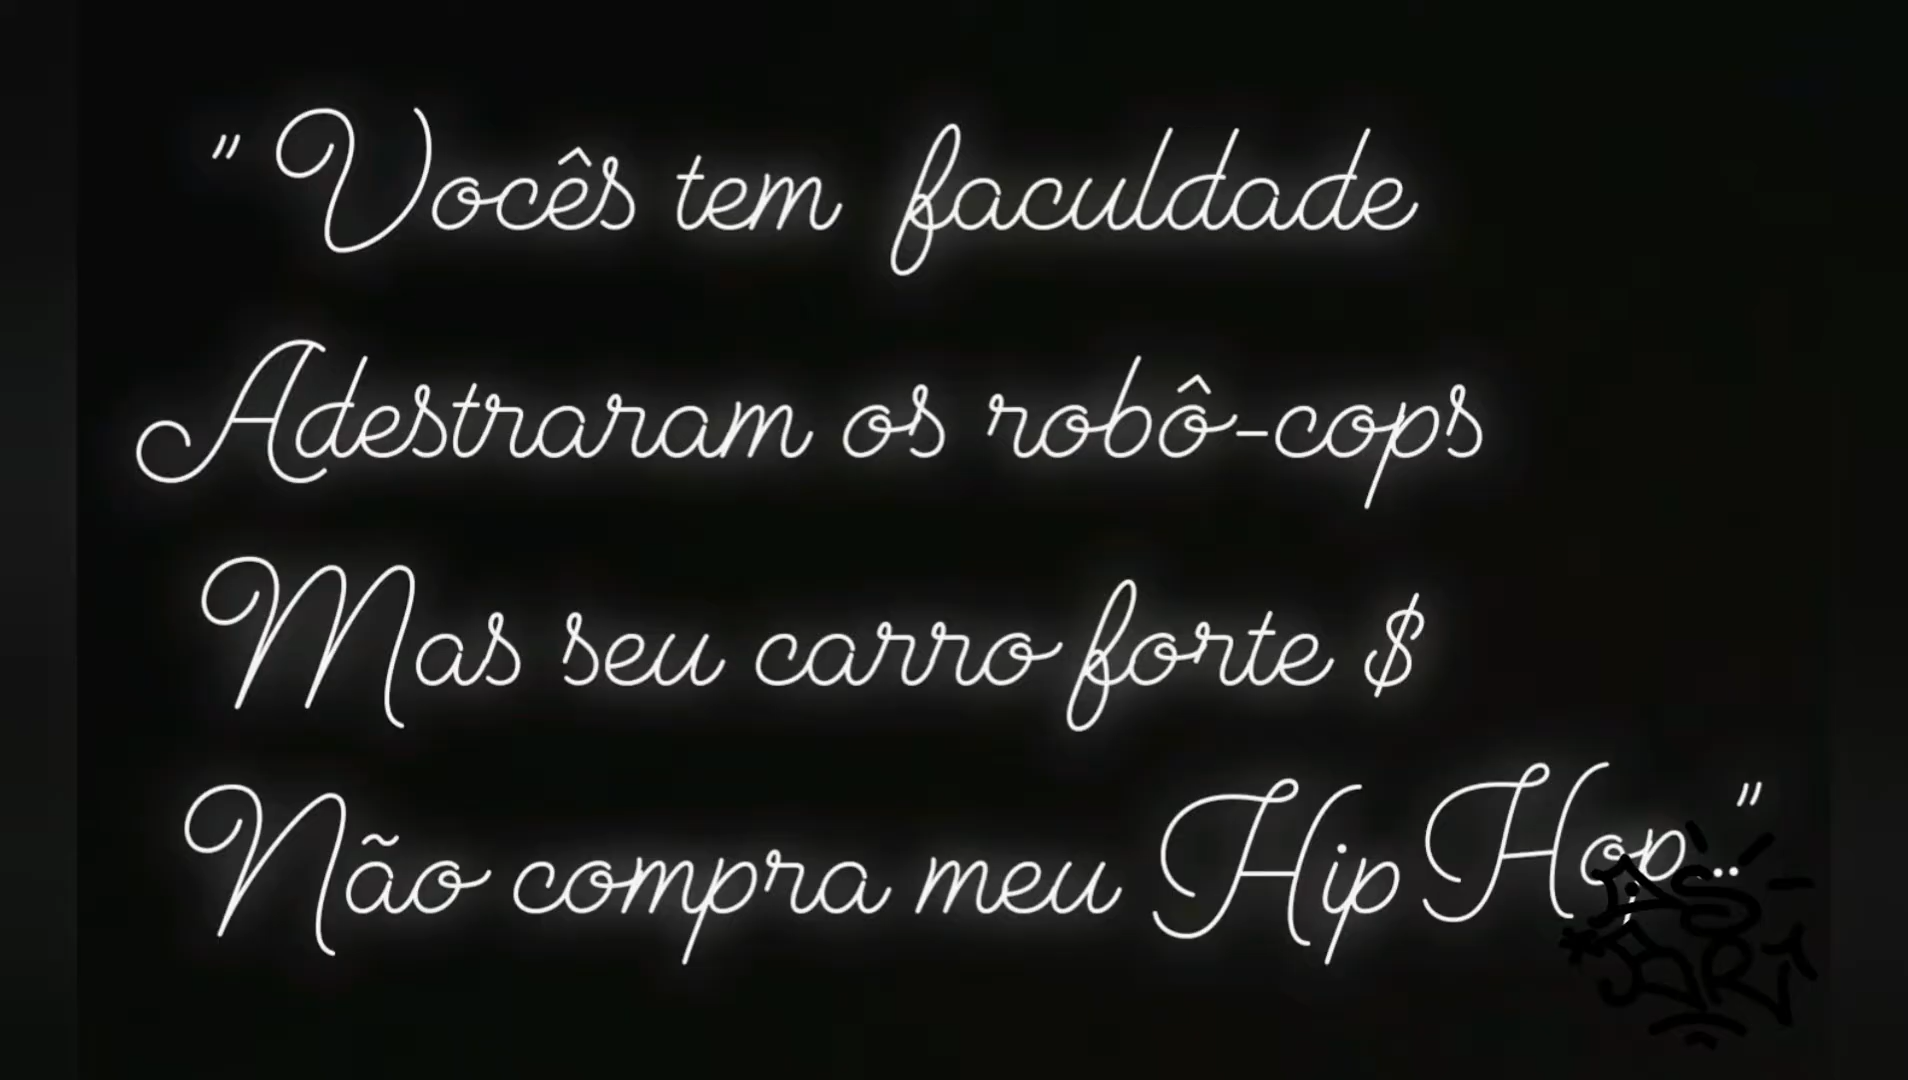 "Vocês tem faculdade
Adestraram os robô-cops
Mas seu carro forte $
Não compra meu Hip Hop..."